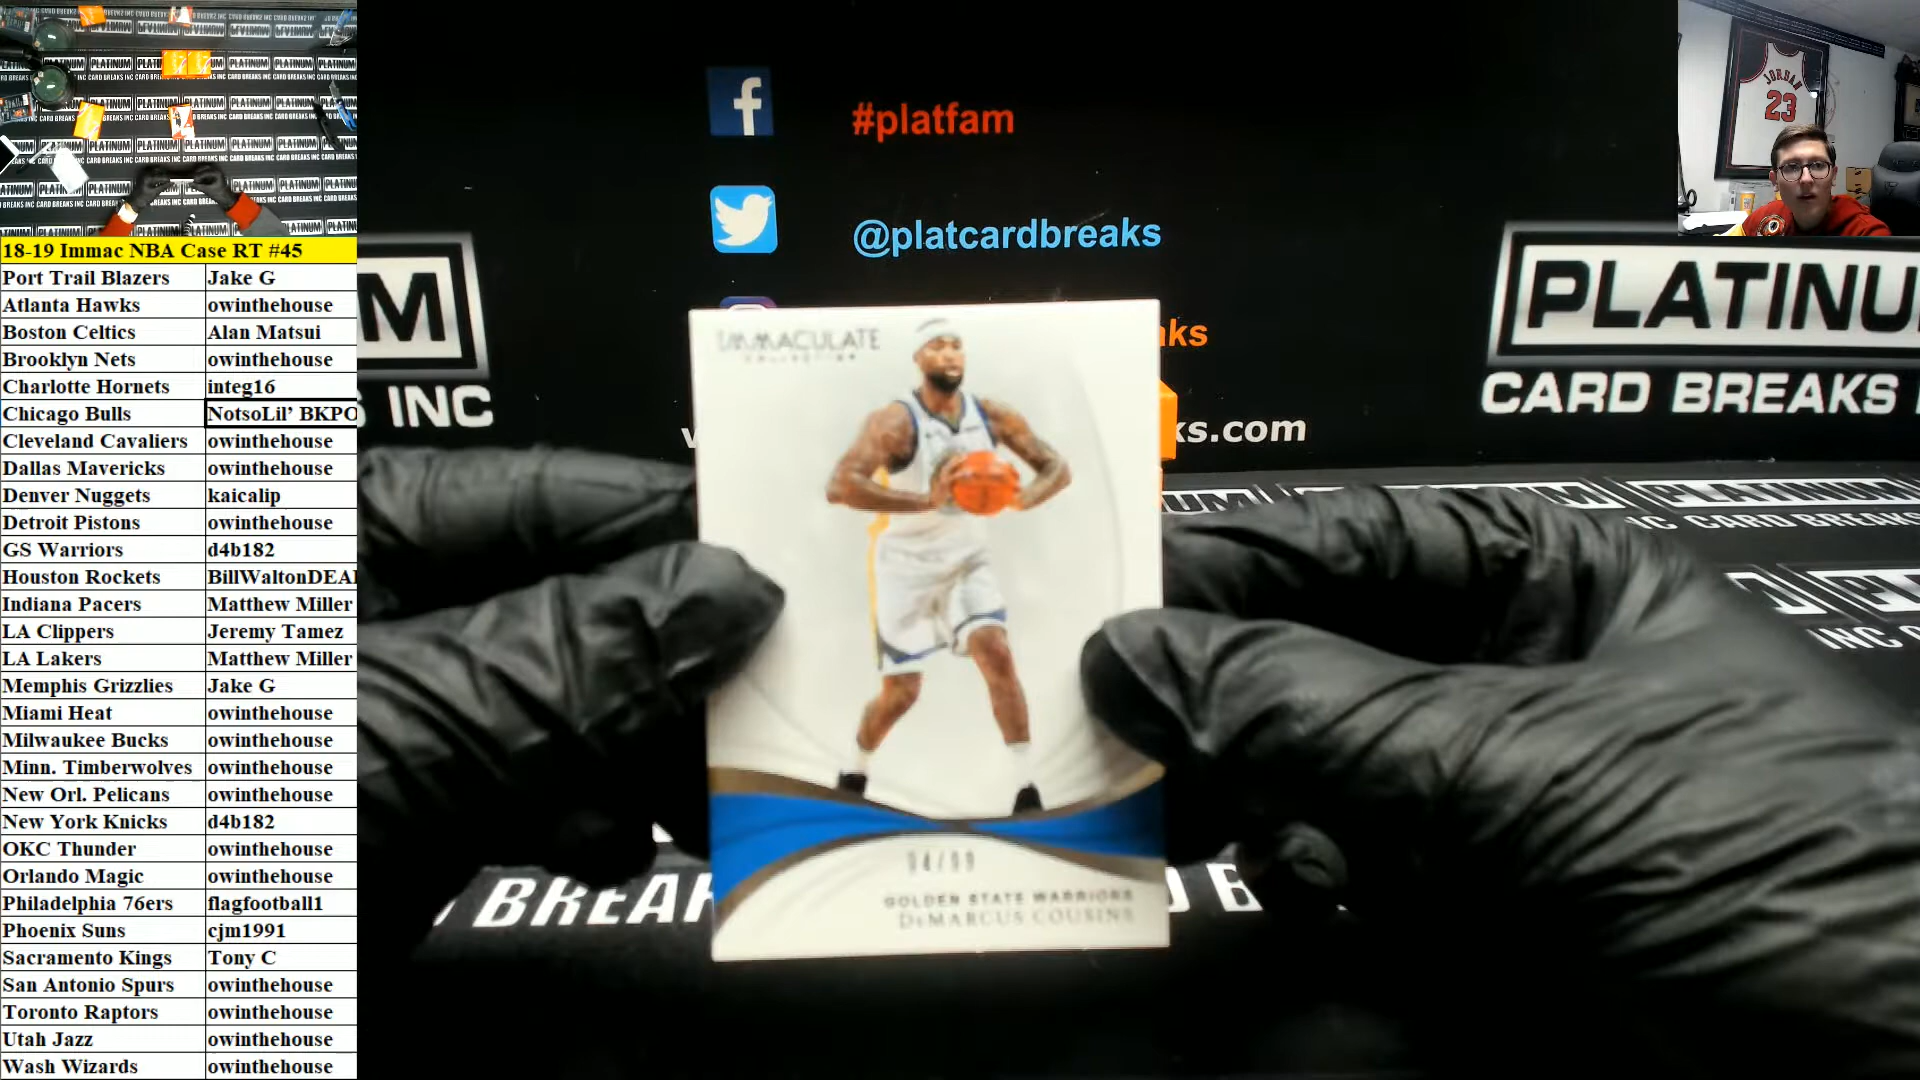 18-19 Immac NBA Case RT #45
Port Trail Blazers Jake G
Atlanta Hawks owinthehouse
Boston Celtics Alan Matsui
Brooklyn Nets owinthehouse
Charlotte Hornets integ16
Chicago Bulls NotsoLil’ BKPO
Cleveland Cavaliers owinthehouse
Dallas Mavericks owinthehouse
Denver Nuggets kaicalip
Detroit Pistons owinthehouse
GS Warriors d4b182
Houston Rockets BillWaltonDEA
Indiana Pacers Matthew Miller
LA Clippers Jeremy Tamez
LA Lakers Matthew Miller
Memphis Grizzlies Jake G
Miami Heat owinthehouse
Milwaukee Bucks owinthehouse
Minn. Timberwolves owinthehouse
New Orl. Pelicans owinthehouse
New York Knicks d4b182
OKC Thunder owinthehouse
Orlando Magic owinthehouse
Philadelphia 76ers flagfootball1
Phoenix Suns cjm1991
Sacramento Kings Tony C
San Antonio Spurs owinthehouse
Toronto Raptors owinthehouse
Utah Jazz owinthehouse
Wash Wizards owinthehouse
#platfam
@platcardbreaks
ks.com
IMMACULATE
COLLECTION
GOLDEN STATE WARRIORS
DeMARCUS COUSINS
M
INC
PLATINU
CARD BREAKS
JORDAN
23